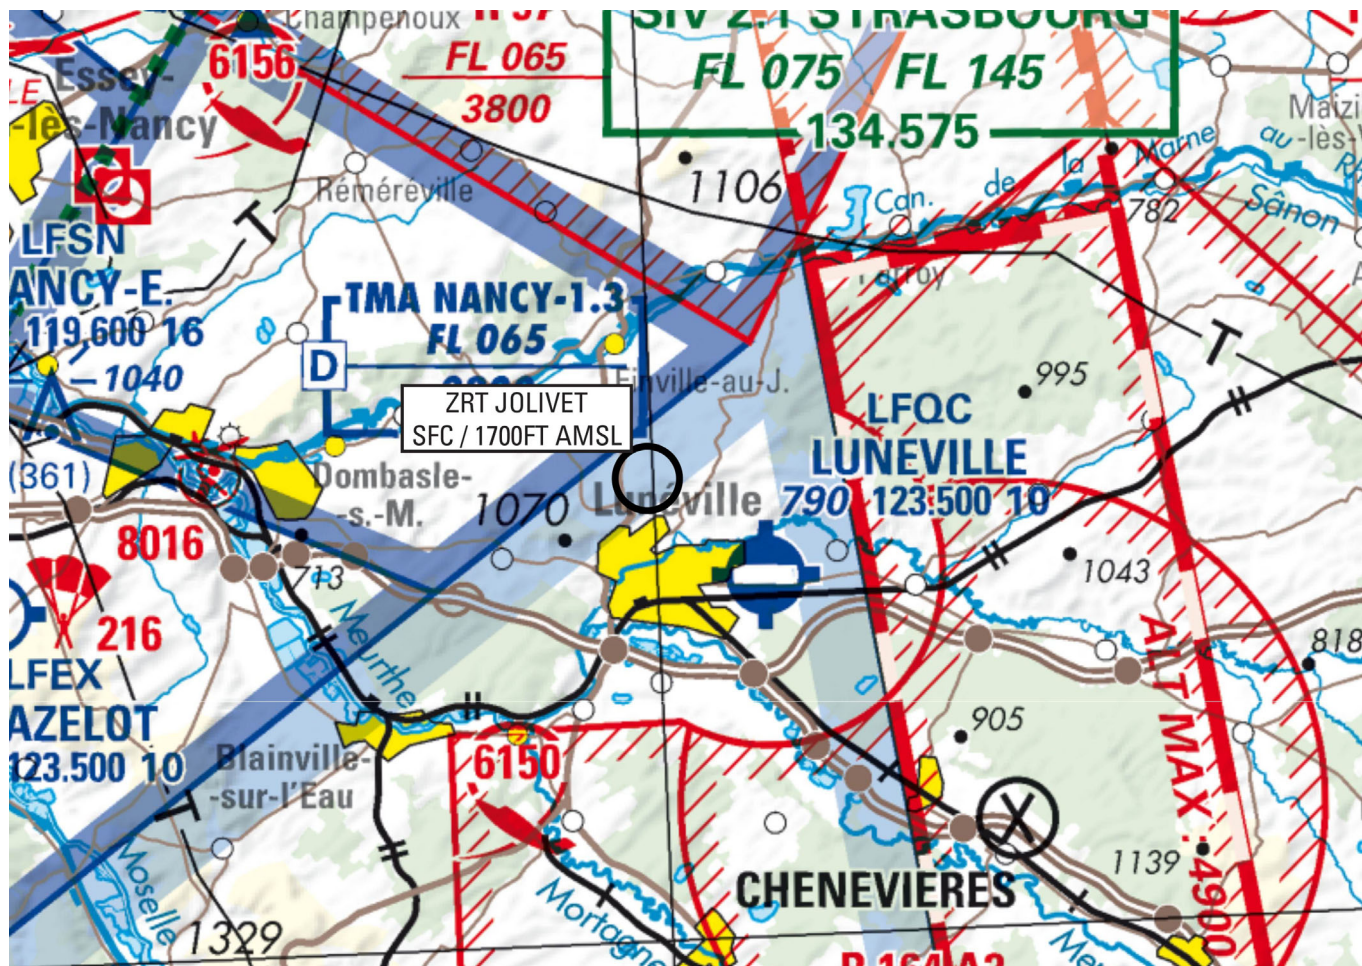 Champenoux
SIV 2.1 STRASBOURG
FL 075 FL 145
134.575
FL 065
3800
6156
Essey-
-lès-Nancy
Maizi
-lès-
Marne
au
la
de
Can.
Sânon
1106
782
Réméréville
LFSN
ANCY-E.
119.600 16
1040
TMA NANCY-1.3
FL 065
D
ZRT JOLIVET
SFC / 1700FT AMSL
Einville-au-J.
995
T
T
T
LFQC
LUNEVILLE
790 123.500 10
(361)
Dombasle-
-s.-M.
1070
Lunéville
8016
713
1043
216
Meurthe
ALT MAX : 4900
818
LFEX
AZELOT
123.500 10
905
Blainville-
-sur-l'Eau
6150
Moselle
1139
CHENEVIERES
Mortagne
1329